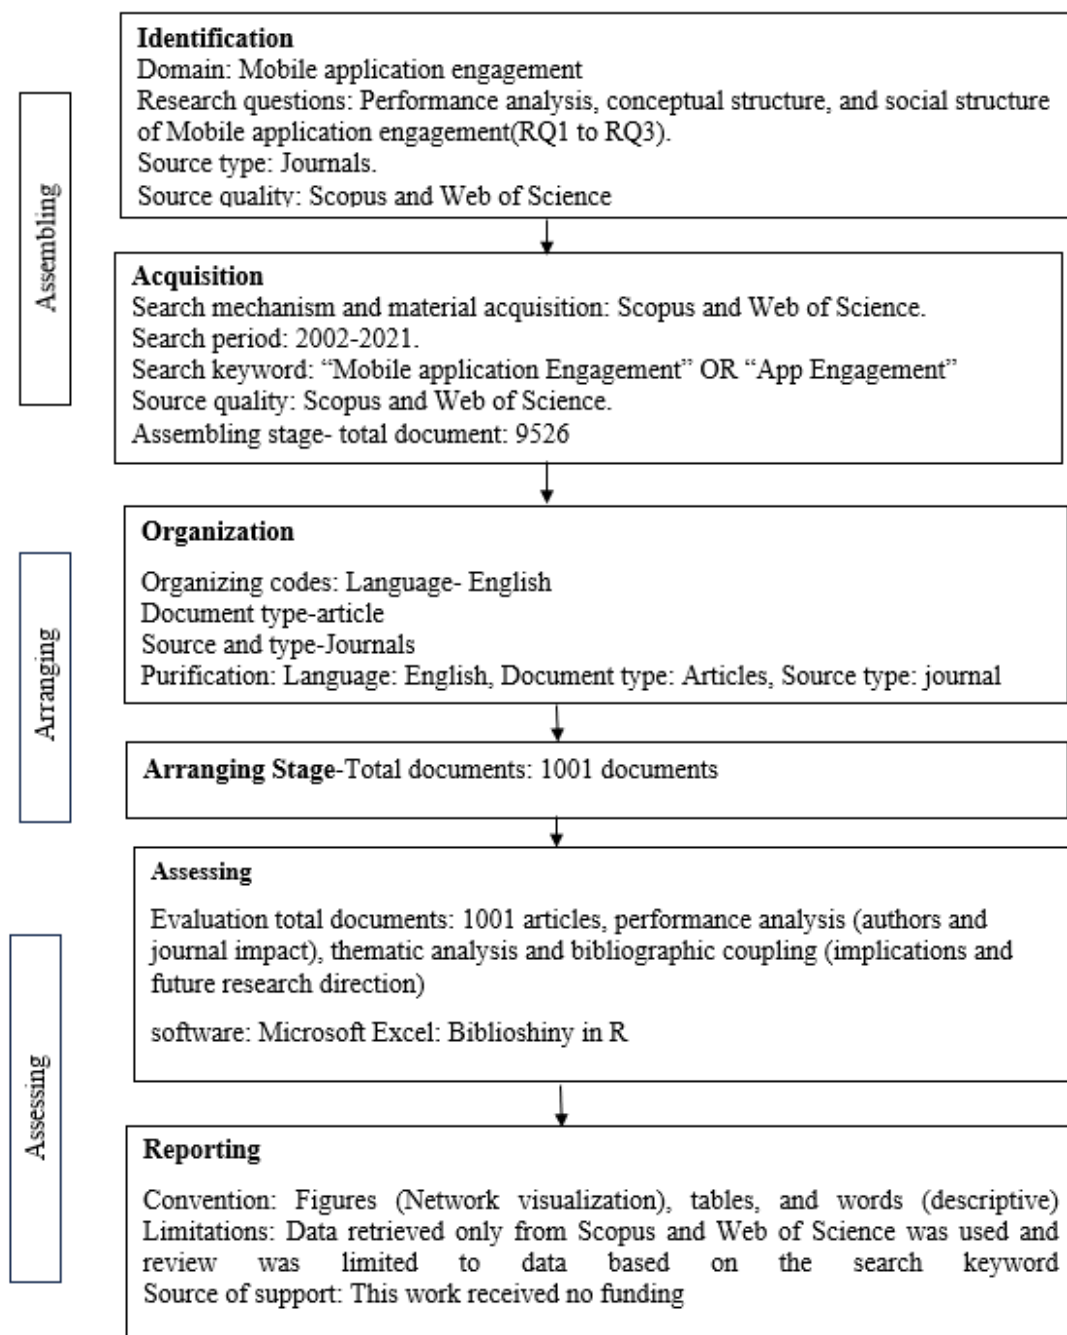 Assembling
Identification
Domain: Mobile application engagement
Research questions: Performance analysis, conceptual structure, and social structure
of Mobile application engagement(RQ1 to RQ3).
Source type: Journals.
Source quality: Scopus and Web of Science
Acquisition
Search mechanism and material acquisition: Scopus and Web of Science.
Search period: 2002-2021.
Search keyword: “Mobile application Engagement” OR “App Engagement”
Source quality: Scopus and Web of Science.
Assembling stage- total document: 9526
Arranging
Organization
Organizing codes: Language- English
Document type-article
Source and type-Journals
Purification: Language: English, Document type: Articles, Source type: journal
Arranging Stage-Total documents: 1001 documents
Assessing
Assessing
Evaluation total documents: 1001 articles, performance analysis (authors and
journal impact), thematic analysis and bibliographic coupling (implications and
future research direction)
software: Microsoft Excel: Biblioshiny in R
Reporting
Convention: Figures (Network visualization), tables, and words (descriptive)
Limitations: Data retrieved only from Scopus and Web of Science was used and
review was limited to data based on the search keyword
Source of support: This work received no funding